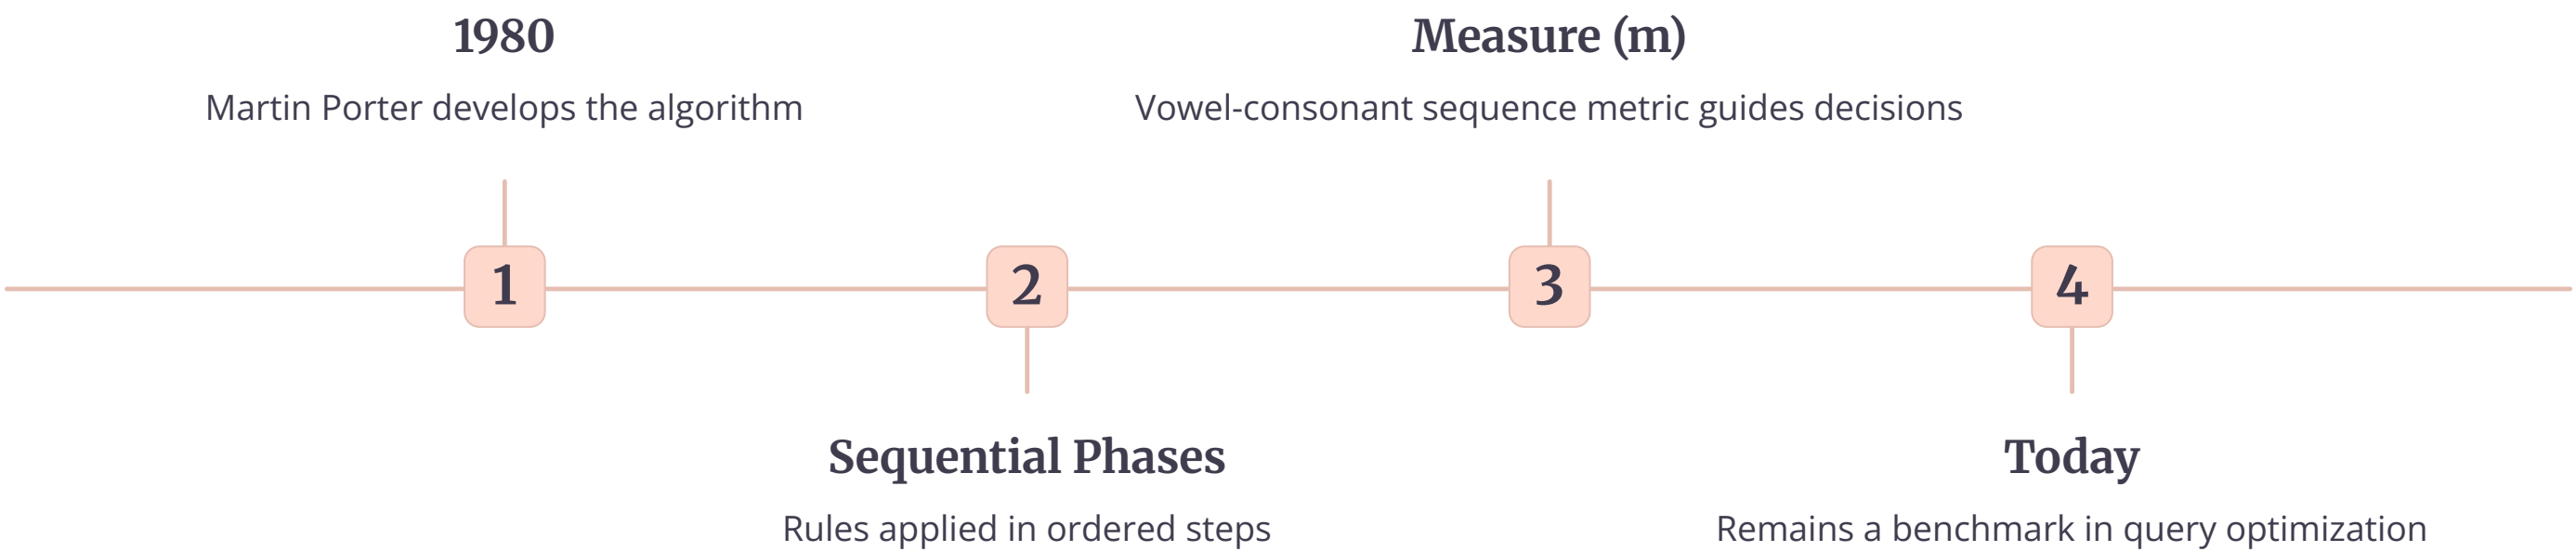 1980
Martin Porter develops the algorithm
Measure (m)
Vowel-consonant sequence metric guides decisions
1
2
3
4
Sequential Phases
Rules applied in ordered steps
Today
Remains a benchmark in query optimization